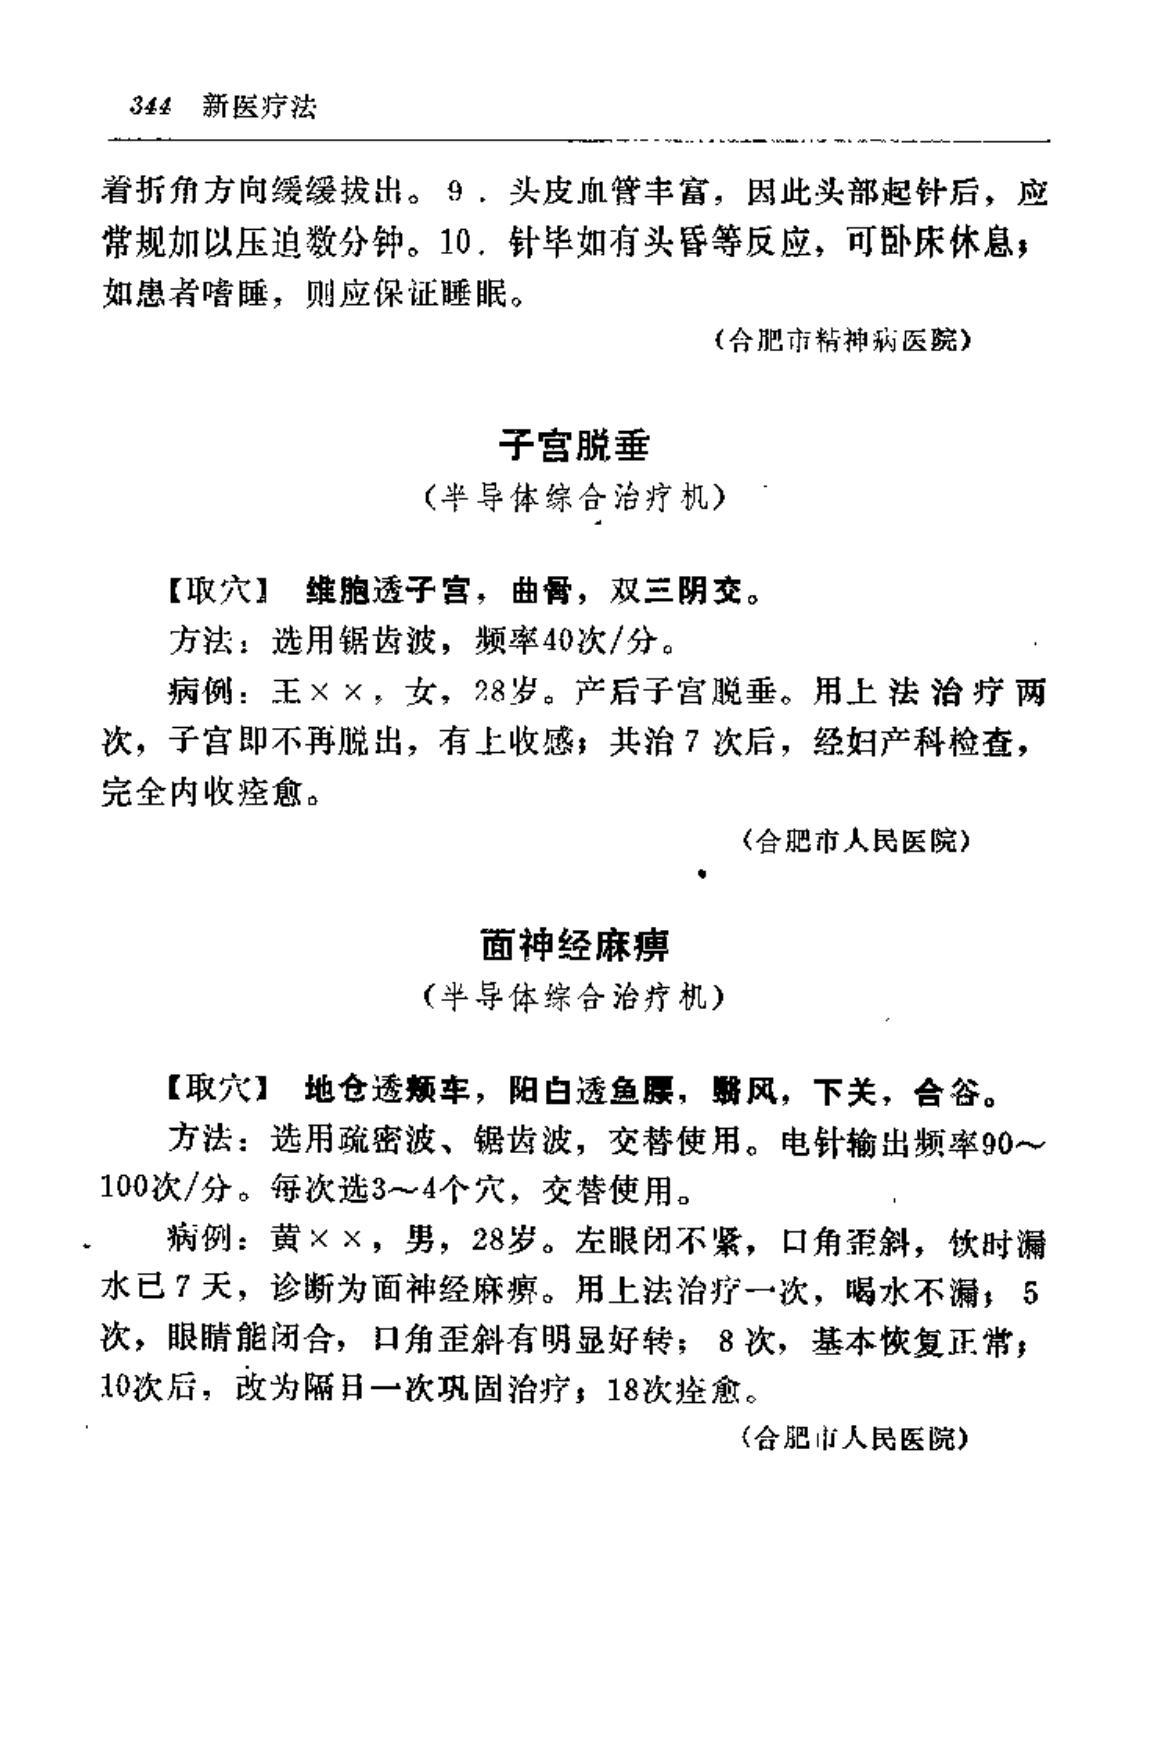 344 新医疗法
着折角方向缓缓拔出。9．头皮血管丰富，因此头部起针后，应
常规加以压迫数分钟。10．针毕如有头昏等反应，可卧床休息；
如患者嗜睡，则应保证睡眠。
（合肥市精神病医院）
子宫脱垂
（半导体综合治疗机）
【取穴】 维胞透子宫，曲骨，双三阴交。
方法：选用锯齿波，频率40次/分。
病例：王××，女，28岁。产后子宫脱垂。用上法治疗两
次，子宫即不再脱出，有上收感；共治7次后，经妇产科检查，
完全内收痊愈。
（合肥市人民医院）
面神经麻痹
（半导体综合治疗机）
【取穴】 地仓透颊车，阳白透鱼腰，翳风，下关，合谷。
方法：选用疏密波、锯齿波，交替使用。电针输出频率90～
100次/分。每次选3～4个穴，交替使用。
病例：黄××，男，28岁。左眼闭不紧，口角歪斜，饮时漏
水已7天，诊断为面神经麻痹。用上法治疗一次，喝水不漏；5
次，眼睛能闭合，口角歪斜有明显好转；8次，基本恢复正常；
10次后，改为隔日一次巩固治疗；18次痊愈。
（合肥市人民医院）